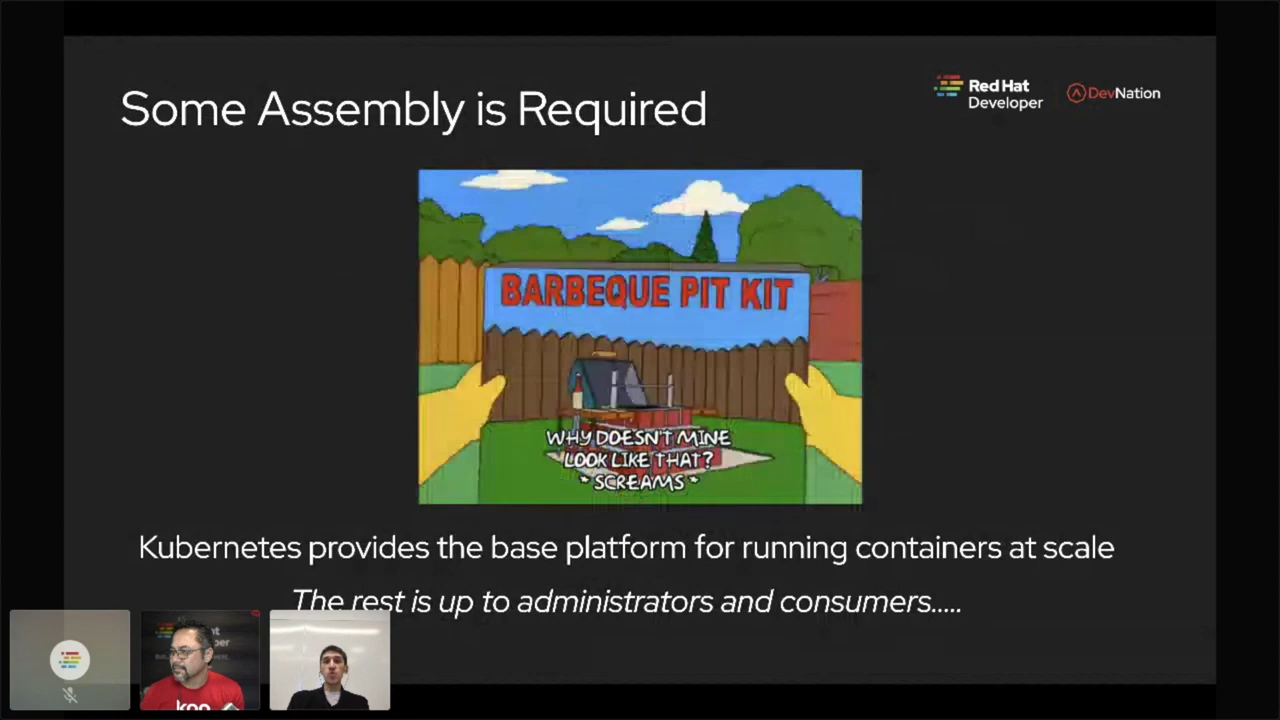 Some Assembly is Required
Red Hat
Developer
DevNation
BARBEQUE PIT KIT
WHY DOESN'T MINE
LOOK LIKE THAT?
* SCREAMS *
Kubernetes provides the base platform for running containers at scale
The rest is up to administrators and consumers.....